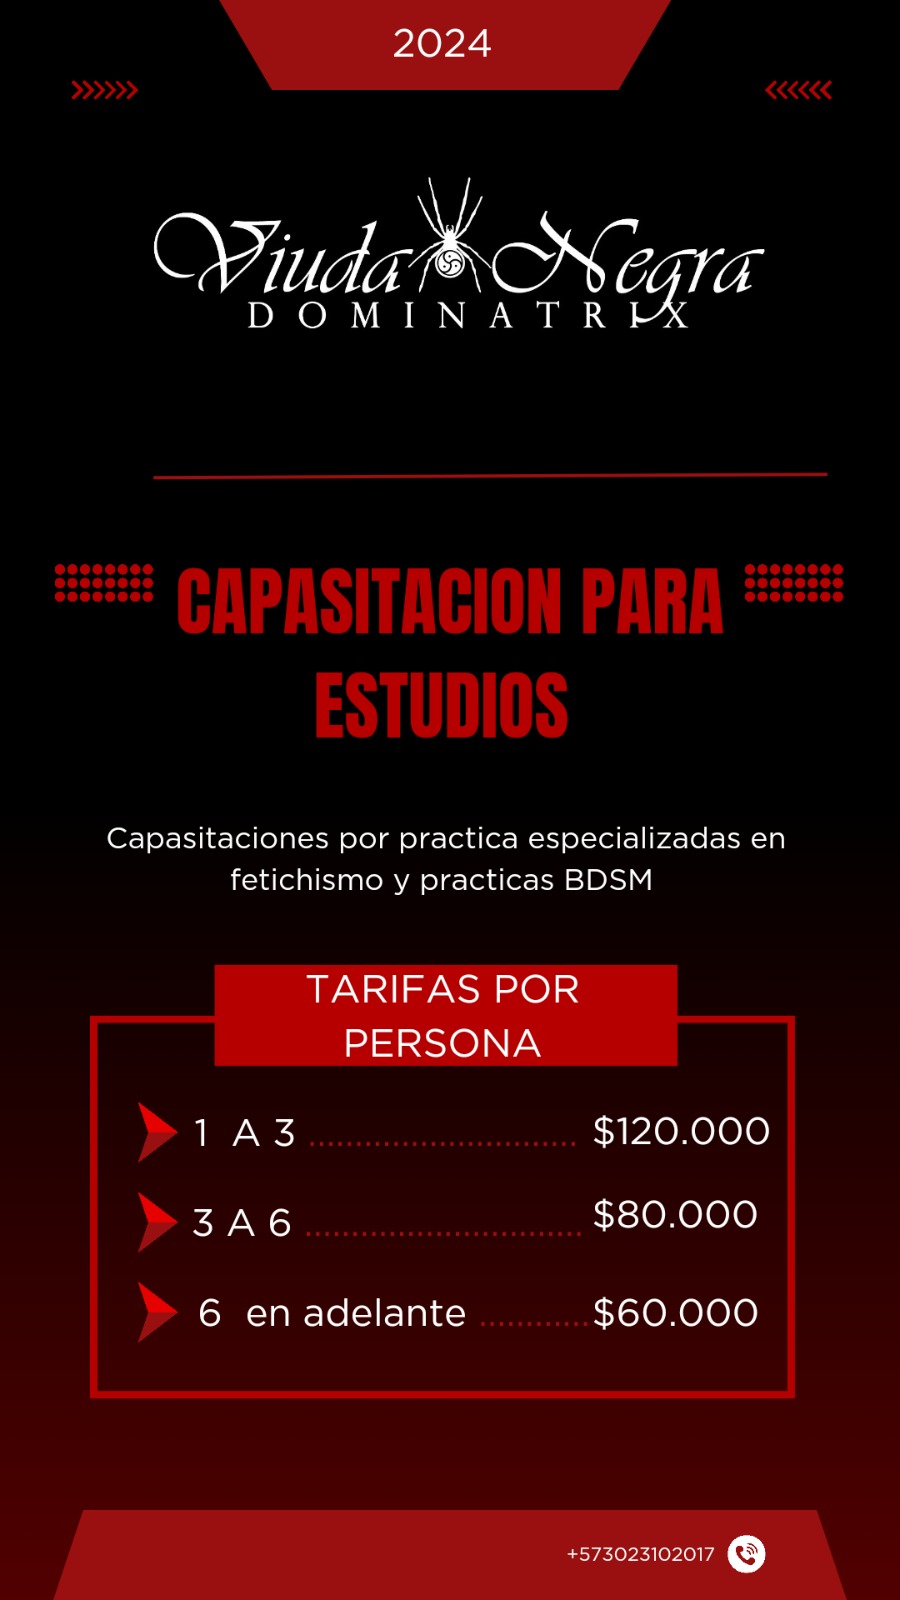 2024
Viuda Negra
DOMINATRIX
CAPASITACION PARA
ESTUDIOS
Capasitaciones por practica especializadas en
fetichismo y practicas BDSM
TARIFAS POR
PERSONA
1 A 3 ............................. $120.000
3 A 6 .............................. $80.000
6 en adelante ............$60.000
+573023102017